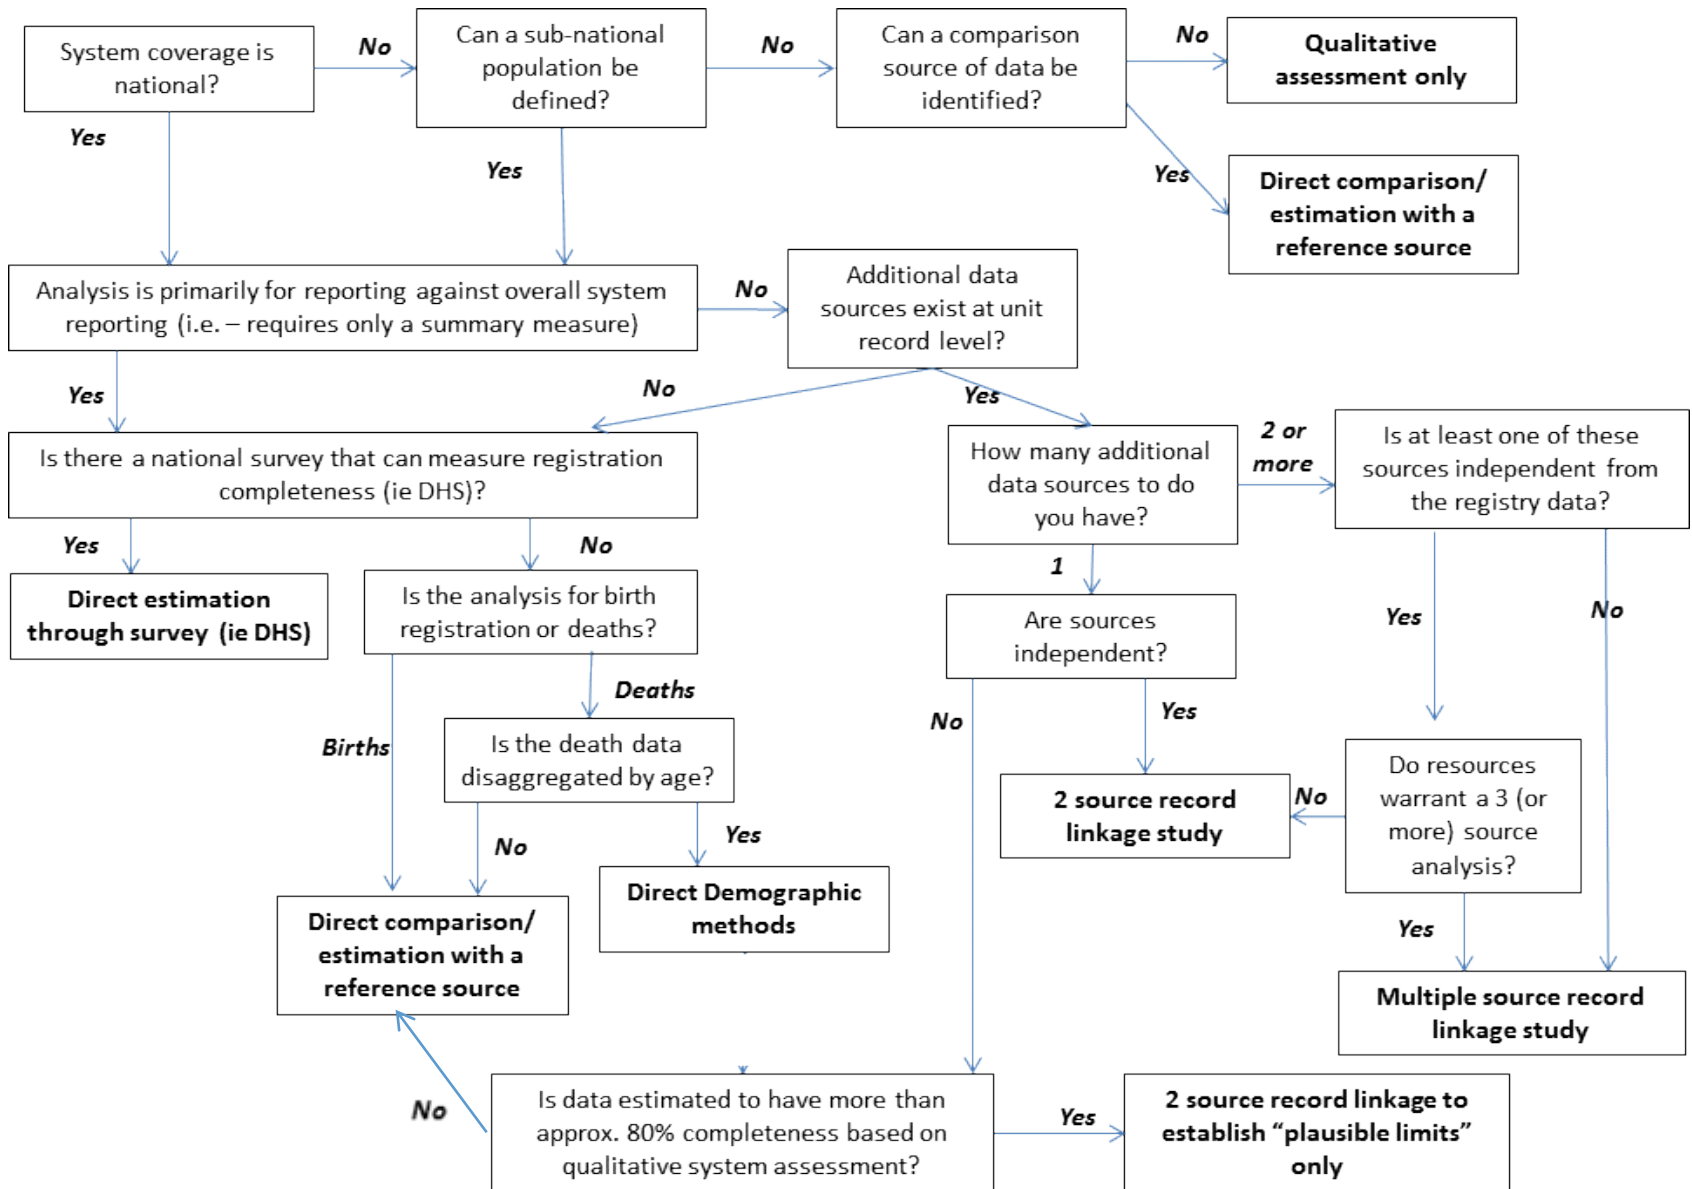 System coverage is
national?
No
Can a sub-national
population be
defined?
No
Can a comparison
source of data be
identified?
No
Qualitative
assessment only
Yes
Yes
Yes
Direct comparison/
estimation with a
reference source
Analysis is primarily for reporting against overall system
reporting (i.e. – requires only a summary measure)
No
Additional data
sources exist at unit
record level?
Yes
No
Yes
Is there a national survey that can measure registration
completeness (ie DHS)?
How many additional
data sources to do
you have?
2 or
more
Is at least one of these
sources independent from
the registry data?
Yes
No
1
Yes
No
Direct estimation
through survey (ie DHS)
Is the analysis for birth
registration or deaths?
Are sources
independent?
Deaths
Births
No
Yes
Is the death data
disaggregated by age?
2 source record
linkage study
No
Do resources
warrant a 3 (or
more) source
analysis?
No
Yes
Yes
Direct comparison/
estimation with a
reference source
Direct Demographic
methods
Multiple source record
linkage study
No
Is data estimated to have more than
approx. 80% completeness based on
qualitative system assessment?
Yes
2 source record linkage to
establish “plausible limits”
only